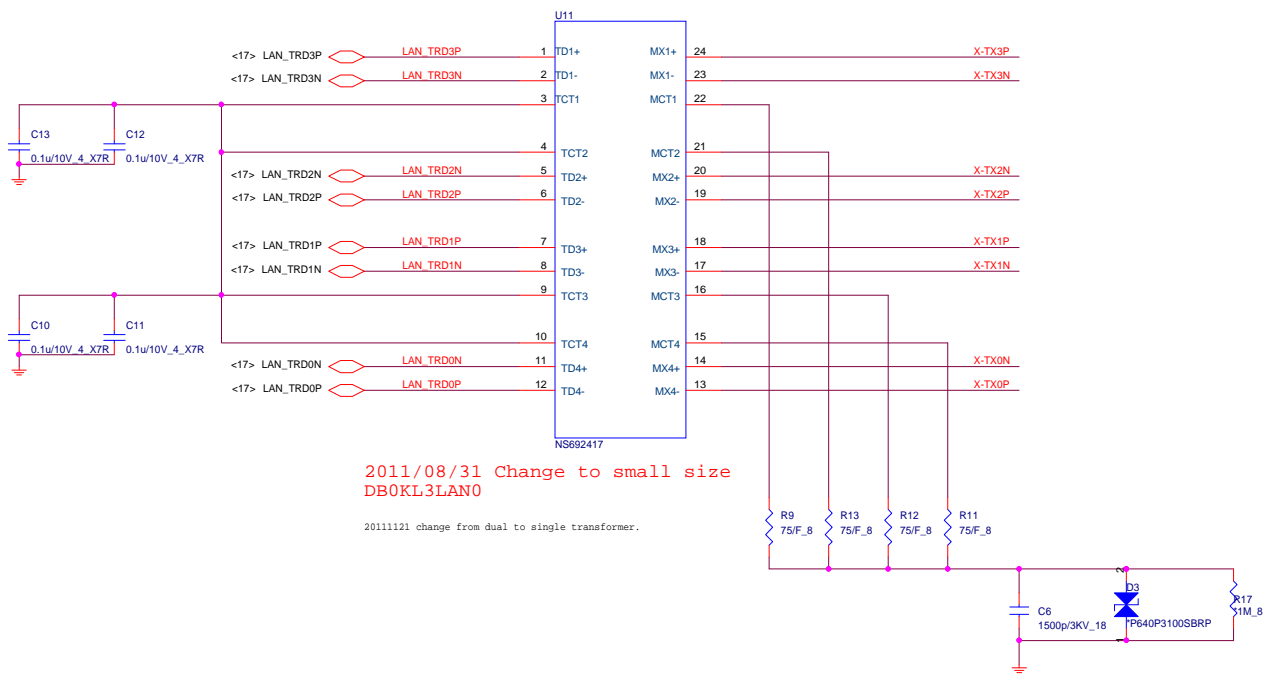 U11
<17> LAN_TRD3P LAN_TRD3P 1 TD1+ MX1+ 24 X-TX3P
<17> LAN_TRD3N LAN_TRD3N 2 TD1- MX1- 23 X-TX3N
3 TCT1 MCT1 22
C13 C12
0.1u/10V_4_X7R 0.1u/10V_4_X7R
4 TCT2 MCT2 21
<17> LAN_TRD2N LAN_TRD2N 5 TD2+ MX2+ 20 X-TX2N
<17> LAN_TRD2P LAN_TRD2P 6 TD2- MX2- 19 X-TX2P
<17> LAN_TRD1P LAN_TRD1P 7 TD3+ MX3+ 18 X-TX1P
<17> LAN_TRD1N LAN_TRD1N 8 TD3- MX3- 17 X-TX1N
9 TCT3 MCT3 16
C10 C11
0.1u/10V_4_X7R 0.1u/10V_4_X7R
10 TCT4 MCT4 15
<17> LAN_TRD0N LAN_TRD0N 11 TD4+ MX4+ 14 X-TX0N
<17> LAN_TRD0P LAN_TRD0P 12 TD4- MX4- 13 X-TX0P
NS692417
2011/08/31 Change to small size
DB0KL3LAN0
20111121 change from dual to single transformer.
R9 R13 R12 R11
75/F_8 75/F_8 75/F_8 75/F_8
2
D3
R17
C6
*1M_8
1500p/3KV_18 *P640P3100SBRP
1